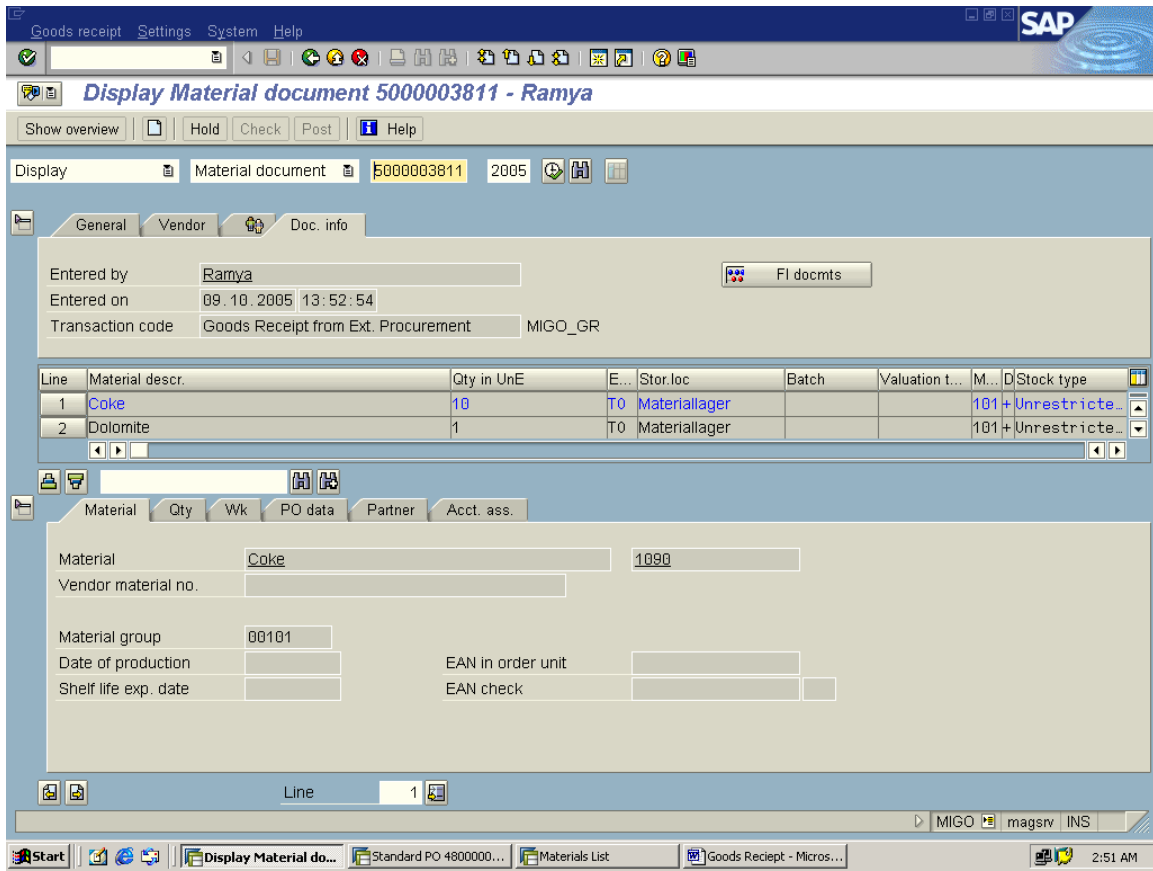 Goods receipt Settings System Help
SAP
Display Material document 5000003811 - Ramya
Show overview Hold Check Post Help
Display Material document 5000003811 2005
General Vendor Doc. info
Entered by Ramya FI docmts
Entered on 09.10.2005 13:52:54
Transaction code Goods Receipt from Ext. Procurement MIGO_GR
Line Material descr. Qty in UnE E... Stor.loc Batch Valuation t... M... D Stock type
1 Coke 10 TO Materiallager 101 + Unrestricte...
2 Dolomite 1 TO Materiallager 101 + Unrestricte...
Material Qty Wk PO data Partner Acct. ass.
Material Coke 1090
Vendor material no.
Material group 00101
Date of production EAN in order unit
Shelf life exp. date EAN check
Line 1
MIGO magsrv INS
Start Display Material do... Standard PO 4800000... Materials List Goods Reciept - Micros... 2:51 AM